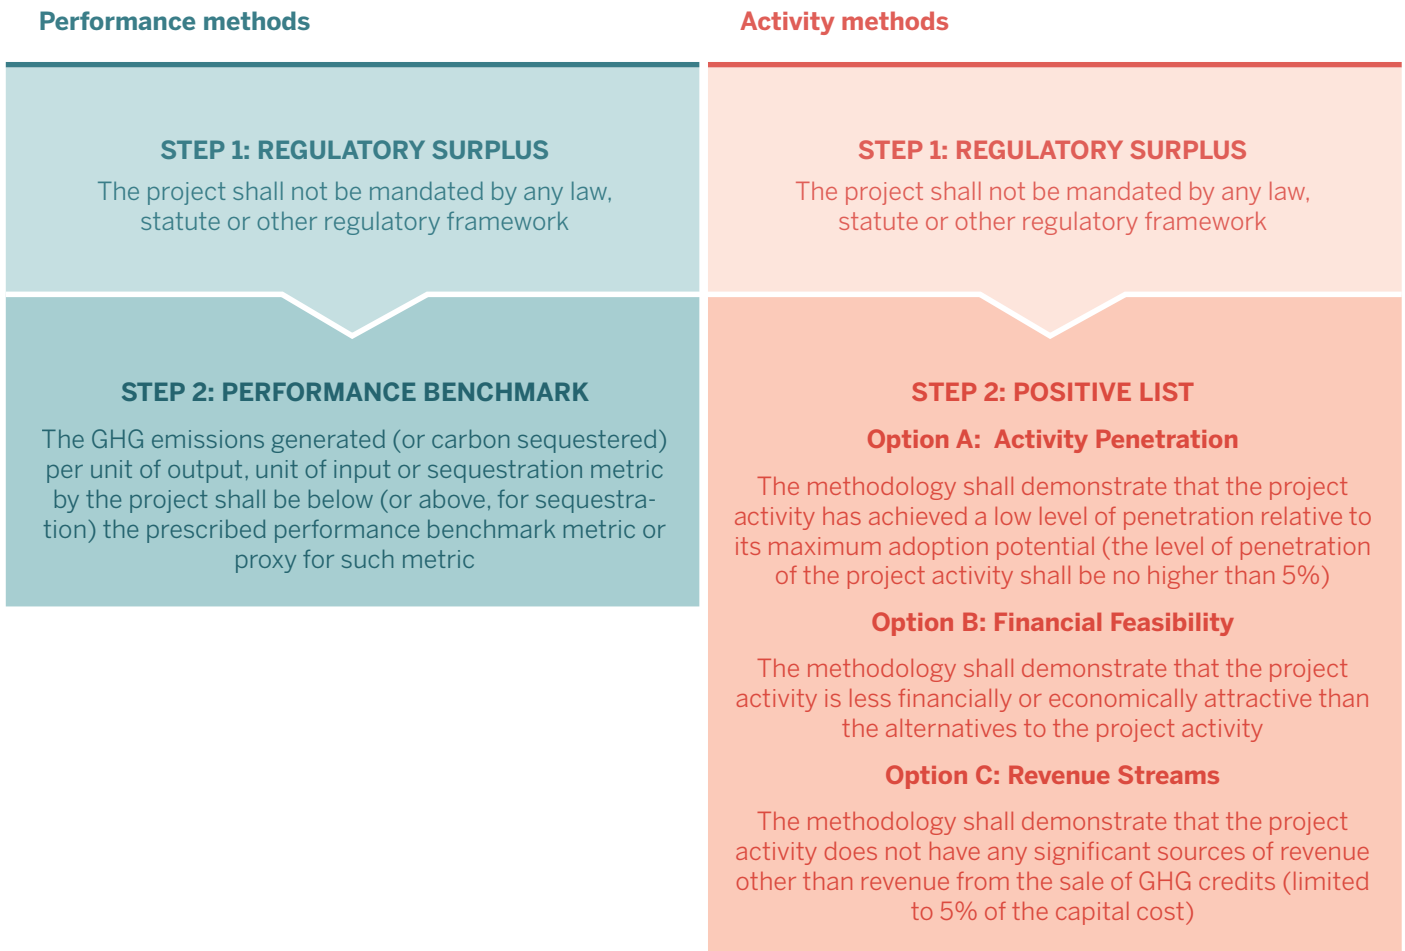 Performance methods
STEP 1: REGULATORY SURPLUS
The project shall not be mandated by any law,
statute or other regulatory framework
STEP 2: PERFORMANCE BENCHMARK
The GHG emissions generated (or carbon sequestered)
per unit of output, unit of input or sequestration metric
by the project shall be below (or above, for sequestra-
tion) the prescribed performance benchmark metric or
proxy for such metric
Activity methods
STEP 1: REGULATORY SURPLUS
The project shall not be mandated by any law,
statute or other regulatory framework
STEP 2: POSITIVE LIST
Option A: Activity Penetration
The methodology shall demonstrate that the project
activity has achieved a low level of penetration relative to
its maximum adoption potential (the level of penetration
of the project activity shall be no higher than 5%)
Option B: Financial Feasibility
The methodology shall demonstrate that the project
activity is less financially or economically attractive than
the alternatives to the project activity
Option C: Revenue Streams
The methodology shall demonstrate that the project
activity does not have any significant sources of revenue
other than revenue from the sale of GHG credits (limited
to 5% of the capital cost)